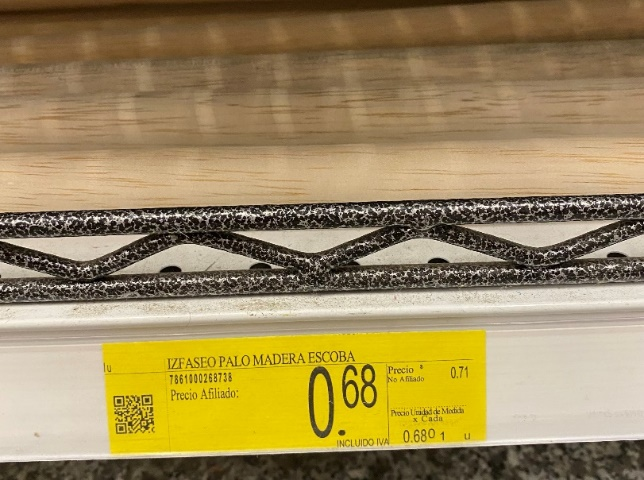 IZFASEO PALO MADERA ESCOBA
lu
7861000268738
Precio Afiliado:
0.68
INCLUIDO IVA
Precio
No Afiliado
0.71
Precio Unidad de Medida
x Cada
0.680 1 u